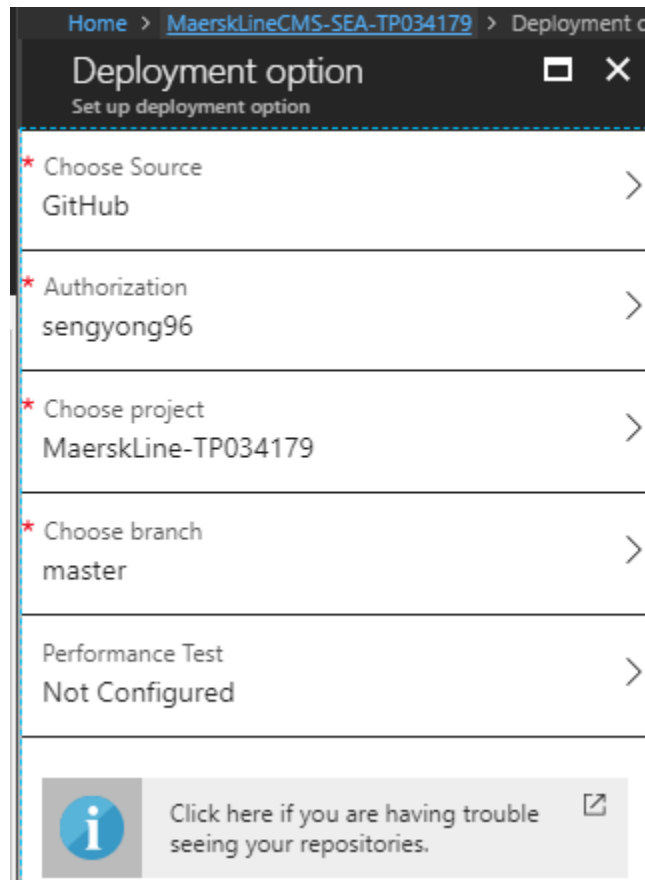 Home > MaerskLineCMS-SEA-TP034179 > Deployment
Deployment option
Set up deployment option
* Choose Source
GitHub
* Authorization
sengyong96
* Choose project
MaerskLine-TP034179
* Choose branch
master
Performance Test
Not Configured
Click here if you are having trouble
seeing your repositories.